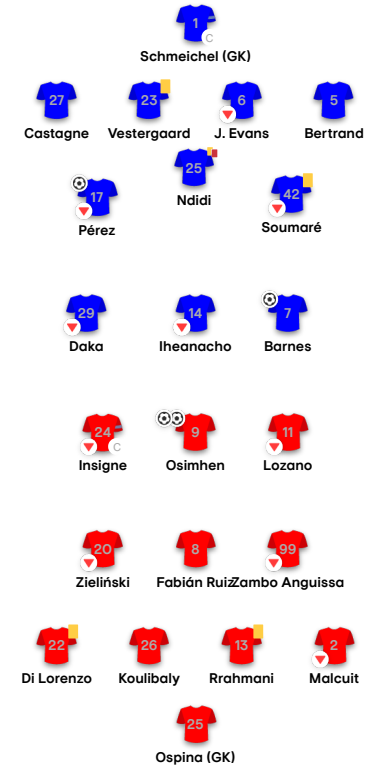 1
C
Schmeichel (GK)
27 23 6 5
Castagne Vestergaard J. Evans Bertrand
25
Ndidi
17 42
Pérez Soumaré
29 14 7
Daka Iheanacho Barnes
24 9 11
C
Insigne Osimhen Lozano
20 8 99
Zieliński Fabián Ruiz Zambo Anguissa
22 26 13 2
Di Lorenzo Koulibaly Rrahmani Malcuit
25
Ospina (GK)